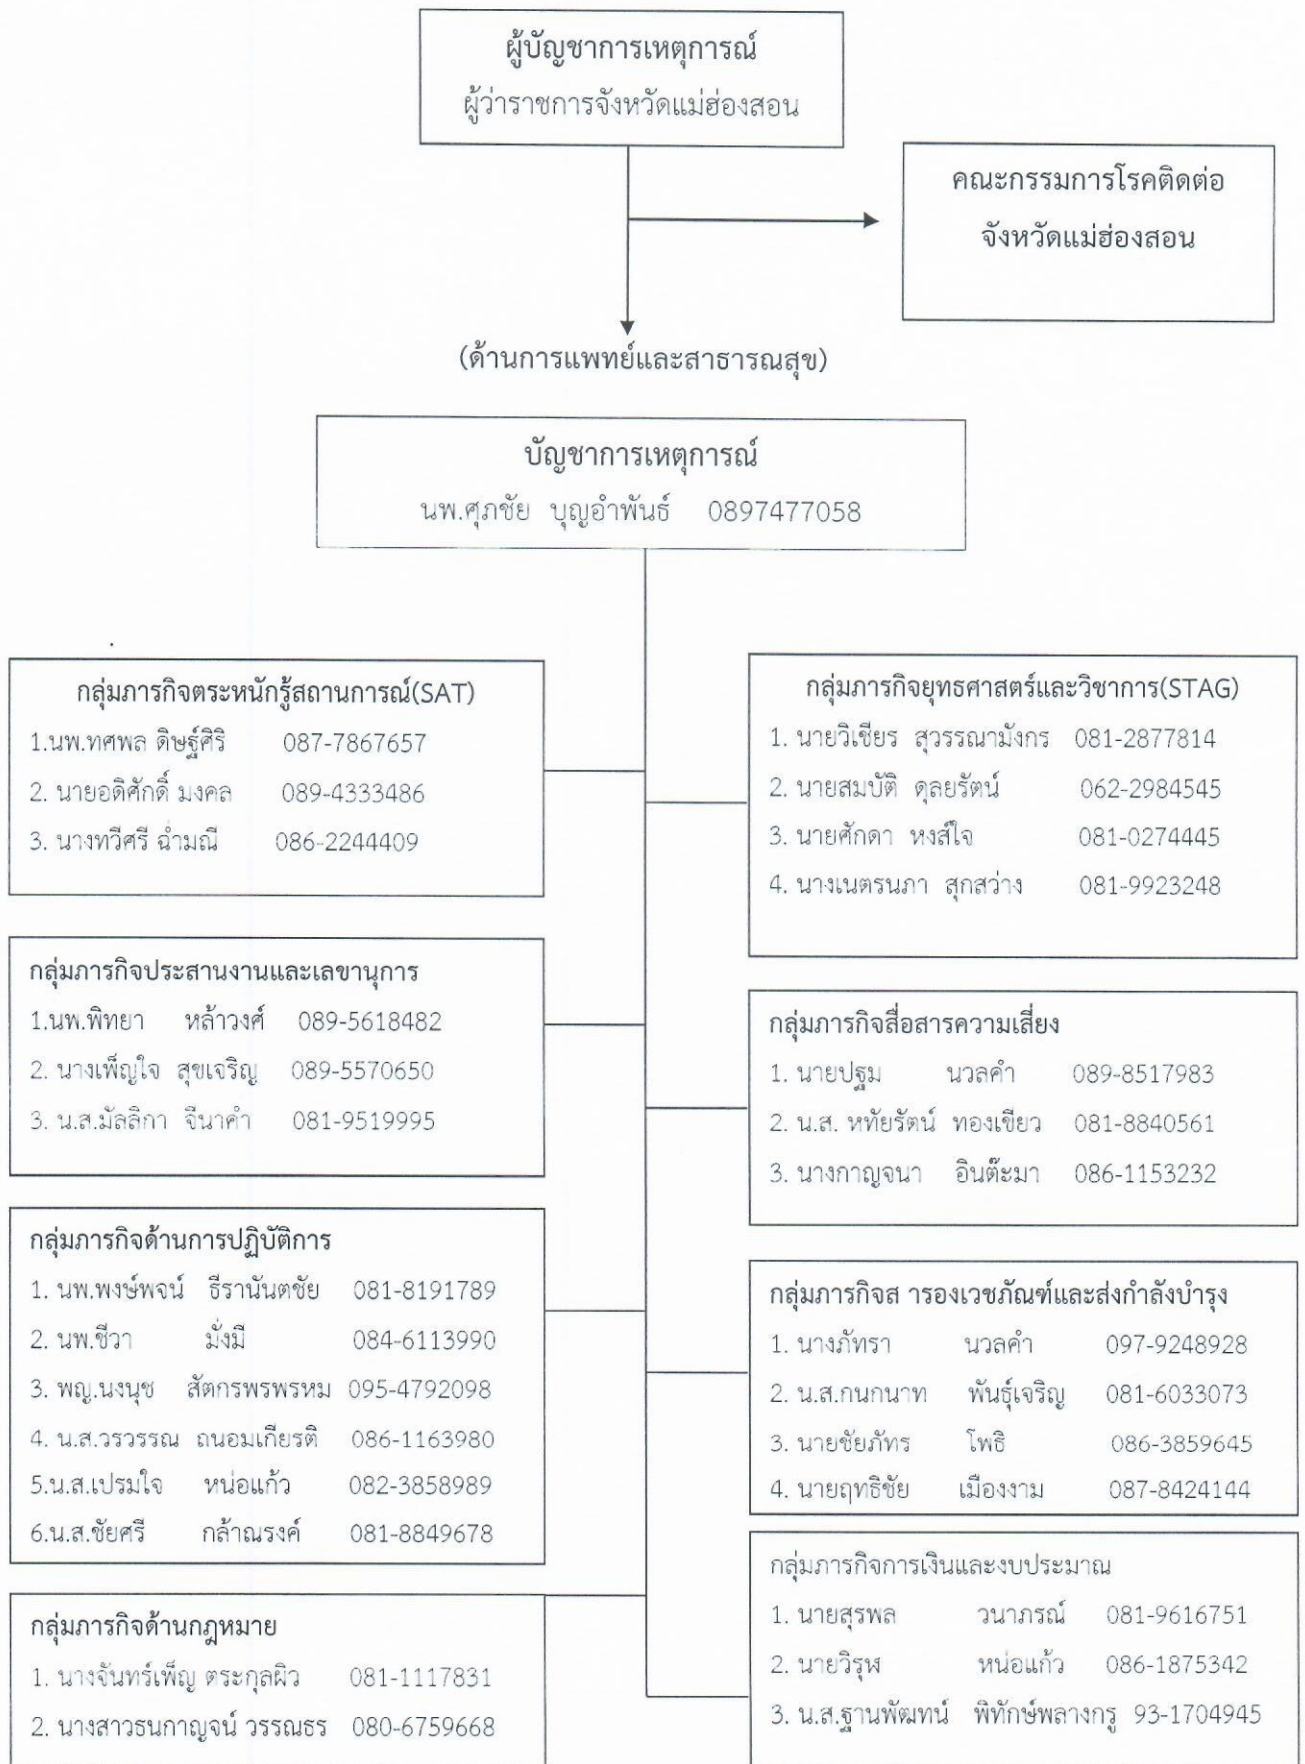 ผู้บัญชาการเหตุการณ์
ผู้ว่าราชการจังหวัดแม่ฮ่องสอน
คณะกรรมการโรคติดต่อ
จังหวัดแม่ฮ่องสอน
(ด้านการแพทย์และสาธารณสุข)
บัญชาการเหตุการณ์
นพ.ศุภชัย บุญอำพันธ์ 0897477058
กลุ่มภารกิจตระหนักรู้สถานการณ์(SAT)
1.นพ.ทศพล ดิษฐ์ศิริ 087-7867657
2. นายอดิศักดิ์ มงคล 089-4333486
3. นางทวีศรี ฉ่ำมณี 086-2244409
กลุ่มภารกิจยุทธศาสตร์และวิชาการ(STAG)
1. นายวิเชียร สุวรรณามังกร 081-2877814
2. นายสมบัติ ดุลยรัตน์ 062-2984545
3. นายศักดา หงส์ใจ 081-0274445
4. นางเนตรนภา สุกสว่าง 081-9923248
กลุ่มภารกิจประสานงานและเลขานุการ
1.นพ.พิทยา หล้าวงศ์ 089-5618482
2. นางเพ็ญใจ สุขเจริญ 089-5570650
3. น.ส.มัลลิกา จีนาคำ 081-9519995
กลุ่มภารกิจสื่อสารความเสี่ยง
1. นายปฐม นวลคำ 089-8517983
2. น.ส. หทัยรัตน์ ทองเขียว 081-8840561
3. นางกาญจนา อินต๊ะมา 086-1153232
กลุ่มภารกิจด้านการปฏิบัติการ
1. นพ.พงษ์พจน์ ธีรานันตชัย 081-8191789
2. นพ.ชีวา มั่งมี 084-6113990
3. พญ.นงนุช สัตกรพรพรหม 095-4792098
4. น.ส.วรวรรณ ถนอมเกียรติ 086-1163980
5.น.ส.เปรมใจ หน่อแก้ว 082-3858989
6.น.ส.ชัยศรี กล้าณรงค์ 081-8849678
กลุ่มภารกิจส ารองเวชภัณฑ์และส่งกำลังบำรุง
1. นางภัทรา นวลคำ 097-9248928
2. น.ส.กนกนาท พันธุ์เจริญ 081-6033073
3. นายชัยภัทร โพธิ 086-3859645
4. นายฤทธิชัย เมืองงาม 087-8424144
กลุ่มภารกิจด้านกฎหมาย
1. นางจันทร์เพ็ญ ตระกุลผิว 081-1117831
2. นางสาวธนกาญจน์ วรรณธร 080-6759668
กลุ่มภารกิจการเงินและงบประมาณ
1. นายสุรพล วนาภรณ์ 081-9616751
2. นายวิรุฬ หน่อแก้ว 086-1875342
3. น.ส.ฐานพัฒทน์ พิทักษ์พลางกรู 93-1704945